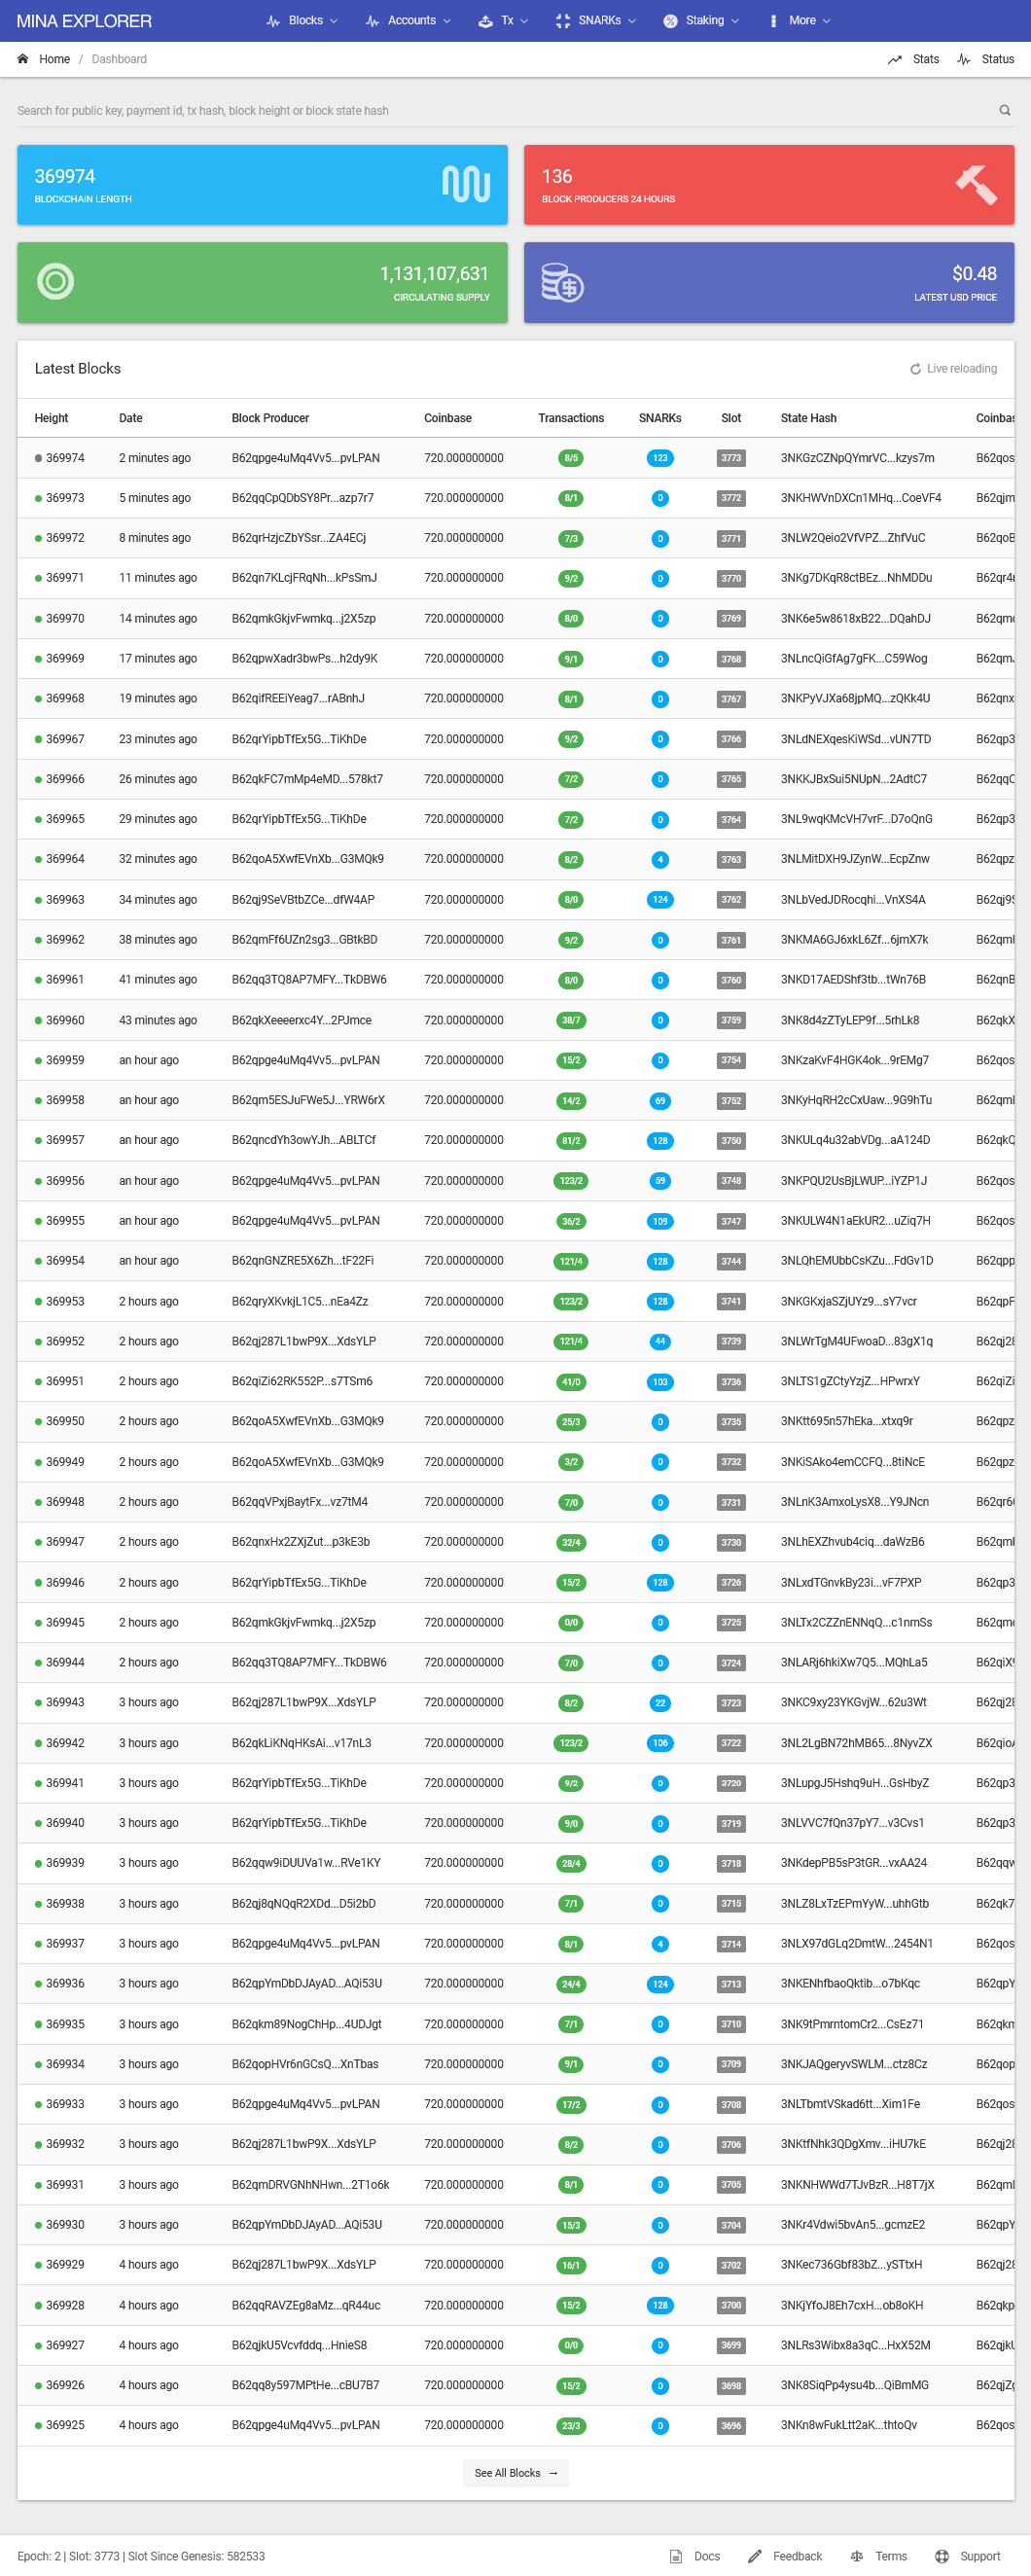 MINA EXPLORER Blocks Accounts Tx SNARKs Staking More
Home / Dashboard Stats Status
Search for public key, payment id, tx hash, block height or block state hash
369974
BLOCKCHAIN LENGTH
136
BLOCK PRODUCERS 24 HOURS
1,131,107,631
CIRCULATING SUPPLY
$0.48
LATEST USD PRICE
Latest Blocks Live reloading
Height Date Block Producer Coinbase Transactions SNARKs Slot State Hash Coinbas
369974 2 minutes ago B62qpge4uMq4Vv5...pvLPAN 720.000000000 8/5 123 3773 3NKGzCZNpQYmrVC...kzys7m B62qos
369973 5 minutes ago B62qqCpQDbSY8Pr...azp7r7 720.000000000 8/1 0 3772 3NKHWVnDXCn1MHq...CoeVF4 B62qjm
369972 8 minutes ago B62qrHzjcZbYSsr...ZA4ECj 720.000000000 7/3 0 3771 3NLW2Qeio2VfVPZ...ZhfVuC B62qoB
369971 11 minutes ago B62qn7KLcjFRqNh...kPsSmJ 720.000000000 9/2 0 3770 3NKg7DKqR8ctBEz...NhMDDu B62qr4
369970 14 minutes ago B62qmkGkjvFwmkq...j2X5zp 720.000000000 8/0 0 3769 3NK6e5w8618xB22...DQahDJ B62qm
369969 17 minutes ago B62qpwXadr3bwPs...h2dy9K 720.000000000 9/1 0 3768 3NLncQiGfAg7gFK...C59Wog B62qm
369968 19 minutes ago B62qifREEiYeag7...rABnhJ 720.000000000 8/1 0 3767 3NKPyVJXa68jpMQ...zQKk4U B62qnx
369967 23 minutes ago B62qrYipbTfEx5G...TiKhDe 720.000000000 9/2 0 3766 3NLdNEXqesKiWSd...vUN7TD B62qp3
369966 26 minutes ago B62qkFC7mMp4eMD...578kt7 720.000000000 7/2 0 3765 3NKKJBxSui5NUpN...2AdtC7 B62qqC
369965 29 minutes ago B62qrYipbTfEx5G...TiKhDe 720.000000000 7/2 0 3764 3NL9wqKMcVH7vrF...D7oQnG B62qp3
369964 32 minutes ago B62qoA5XwfEVnXb...G3MQk9 720.000000000 8/2 4 3763 3NLMitDXH9JZynW...EcpZnw B62qpz
369963 34 minutes ago B62qj9SeVBtbZCe...dfW4AP 720.000000000 8/0 124 3762 3NLbVedJDRocqhi...VnXS4A B62qj9S
369962 38 minutes ago B62qmFf6UZn2sg3...GBtkBD 720.000000000 9/2 0 3761 3NKMA6GJ6xkL6Zf...6jmX7k B62qm
369961 41 minutes ago B62qq3TQ8AP7MFY...TkDBW6 720.000000000 8/0 0 3760 3NKD17AEDShf3tb...tWn76B B62qnB
369960 43 minutes ago B62qkXeeeerxc4Y...2PJmce 720.000000000 38/7 0 3759 3NK8d4zZTyLEP9f...5rhLk8 B62qkX
369959 an hour ago B62qpge4uMq4Vv5...pvLPAN 720.000000000 15/2 0 3754 3NKzaKvF4HGK4ok...9rEMg7 B62qos
369958 an hour ago B62qm5ESJuFWe5J...YRW6rX 720.000000000 14/2 69 3752 3NKyHqRH2cCxUaw...9G9hTu B62qm
369957 an hour ago B62qncdYh3owYJh...ABLTCf 720.000000000 81/2 128 3750 3NKULq4u32abVDg...aA124D B62qkQ
369956 an hour ago B62qpge4uMq4Vv5...pvLPAN 720.000000000 123/2 59 3748 3NKPQU2UsBjLWUP...iYZP1J B62qos
369955 an hour ago B62qpge4uMq4Vv5...pvLPAN 720.000000000 36/2 109 3747 3NKULW4N1aEkUR2...uZiq7H B62qos
369954 an hour ago B62qnGNZRE5X6Zh...tF22Fi 720.000000000 121/4 128 3744 3NLQhEMUbbCsKZu...FdGv1D B62qpp
369953 2 hours ago B62qryXKvkjL1C5...nEa4Zz 720.000000000 123/2 128 3741 3NKGKxjaSZjUYz9...sY7vcr B62qpF
369952 2 hours ago B62qj287L1bwP9X...XdsYLP 720.000000000 121/4 44 3739 3NLWrTgM4UFwoaD...83gX1q B62qj28
369951 2 hours ago B62qiZi62RK552P...s7TSm6 720.000000000 41/0 103 3736 3NLTS1gZCtyYzjZ...HPwrxY B62qiZi
369950 2 hours ago B62qoA5XwfEVnXb...G3MQk9 720.000000000 25/3 0 3735 3NKtt695n57hEka...xtxq9r B62qpz
369949 2 hours ago B62qoA5XwfEVnXb...G3MQk9 720.000000000 3/2 0 3732 3NKiSAko4emCCFQ...8tiNcE B62qpz
369948 2 hours ago B62qqVPxjBaytFx...vz7tM4 720.000000000 7/0 0 3731 3NLnK3AmxoLysX8...Y9JNcn B62qr6
369947 2 hours ago B62qnxHx2ZXjZut...p3kE3b 720.000000000 32/4 0 3730 3NLhEXZhvub4ciq...daWzB6 B62qm
369946 2 hours ago B62qrYipbTfEx5G...TiKhDe 720.000000000 15/2 128 3726 3NLxdTGnvkBy23i...vF7PXP B62qp3
369945 2 hours ago B62qmkGkjvFwmkq...j2X5zp 720.000000000 0/0 0 3725 3NLTx2CZZnENNqQ...c1nmSs B62qm
369944 2 hours ago B62qq3TQ8AP7MFY...TkDBW6 720.000000000 7/0 0 3724 3NLARj6hkiXw7Q5...MQhLa5 B62qiX9
369943 3 hours ago B62qj287L1bwP9X...XdsYLP 720.000000000 8/2 22 3723 3NKC9xy23YKGvjW...62u3Wt B62qj28
369942 3 hours ago B62qkLiKNqHKsAi...v17nL3 720.000000000 123/2 106 3722 3NL2LgBN72hMB65...8NyvZX B62qio
369941 3 hours ago B62qrYipbTfEx5G...TiKhDe 720.000000000 9/2 0 3720 3NLupgJ5Hshq9uH...GsHbyZ B62qp3
369940 3 hours ago B62qrYipbTfEx5G...TiKhDe 720.000000000 9/0 0 3719 3NLVVC7fQn37pY7...v3Cvs1 B62qp3
369939 3 hours ago B62qqw9iDUUVa1w...RVe1KY 720.000000000 28/4 0 3718 3NKdepPB5sP3tGR...vxAA24 B62qqw
369938 3 hours ago B62qj8qNQqR2XDd...D5i2bD 720.000000000 7/1 0 3715 3NLZ8LxTzEPmYyW...uhhGtb B62qk7
369937 3 hours ago B62qpge4uMq4Vv5...pvLPAN 720.000000000 8/1 4 3714 3NLX97dGLq2DmtW...2454N1 B62qos
369936 3 hours ago B62qpYmDbDJAyAD...AQi53U 720.000000000 24/4 124 3713 3NKENhfbaoQktib...o7bKqc B62qpY
369935 3 hours ago B62qkm89NogChHp...4UDJgt 720.000000000 7/1 0 3710 3NK9tPmrntomCr2...CsEz71 B62qkm
369934 3 hours ago B62qopHVr6nGCsQ...XnTbas 720.000000000 9/1 0 3709 3NKJAQgeryvSWLM...ctz8Cz B62qop
369933 3 hours ago B62qpge4uMq4Vv5...pvLPAN 720.000000000 17/2 0 3708 3NLTbmtVSkad6tt...Xim1Fe B62qos
369932 3 hours ago B62qj287L1bwP9X...XdsYLP 720.000000000 8/2 0 3706 3NKtfNhk3QDgXmv...iHU7kE B62qj28
369931 3 hours ago B62qmDRVGNhNHwn...2T1o6k 720.000000000 8/1 0 3705 3NKNHWWd7TJvBzR...H8T7jX B62qm
369930 3 hours ago B62qpYmDbDJAyAD...AQi53U 720.000000000 15/3 0 3704 3NKr4Vdwi5bvAn5...gcmzE2 B62qpY
369929 4 hours ago B62qj287L1bwP9X...XdsYLP 720.000000000 16/1 0 3702 3NKec736Gbf83bZ...ySTtxH B62qj28
369928 4 hours ago B62qqRAVZEg8aMz...qR44uc 720.000000000 15/2 128 3700 3NKjYfoJ8Eh7cxH...ob8oKH B62qkp
369927 4 hours ago B62qjkU5Vcvfddq...HnieS8 720.000000000 0/0 0 3699 3NLRs3Wibx8a3qC...HxX52M B62qjkU
369926 4 hours ago B62qq8y597MPtHe...cBU7B7 720.000000000 15/2 0 3698 3NK8SiqPp4ysu4b...QiBmMG B62qjZg
369925 4 hours ago B62qpge4uMq4Vv5...pvLPAN 720.000000000 23/3 0 3696 3NKn8wFukLtt2aK...thtoQv B62qos
See All Blocks →
Epoch: 2 | Slot: 3773 | Slot Since Genesis: 582533 Docs Feedback Terms Support